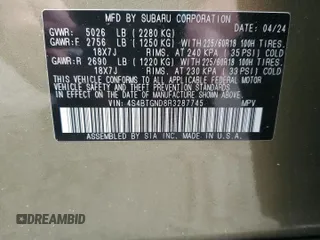 MFD. BY SUBARU CORPORATION DATE 04/24
GVWR: 5026 LB (2280 KG)
GAWR:F 2756 LB (1250 KG) WITH 225/60R18 100H TIRES,
18X7J RIMS, AT 240 KPA (35 PSI) COLD
GAWR:R 2690 LB (1220 KG) WITH 225/60R18 100H TIRES,
18X7J RIMS, AT 230 KPA (33 PSI) COLD
THIS VEHICLE CONFORMS TO ALL APPLICABLE FEDERAL MOTOR
VEHICLE SAFETY, BUMPER, AND THEFT PREVENTION STANDARDS
IN EFFECT ON THE DATE OF MANUFACTURE SHOWN ABOVE.
VIN: 4S4BTGND8R3287745 MPV
ASSEMBLED BY SIA INC. IN U.S.A.
DREAMBID